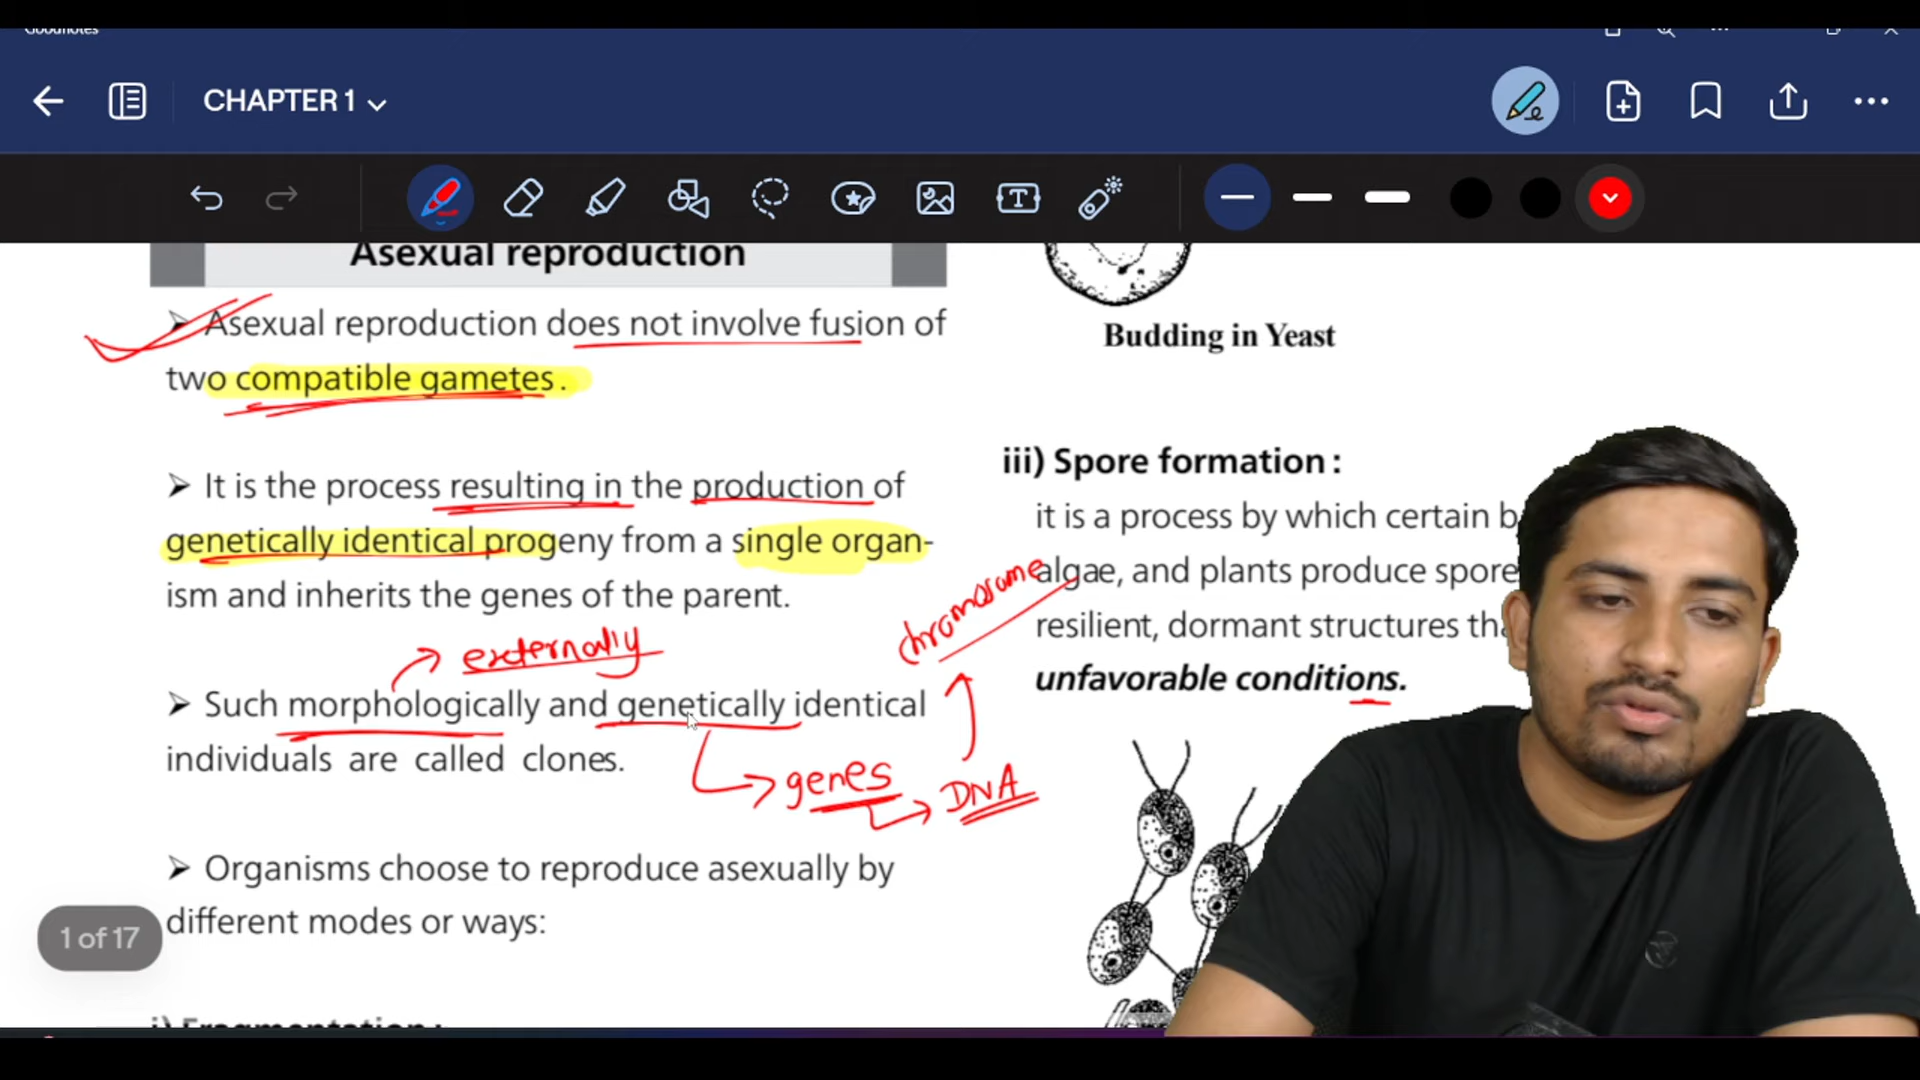 CHAPTER 1
Asexual reproduction
➤ Asexual reproduction does not involve fusion of
two compatible gametes.
➤ It is the process resulting in the production of
genetically identical progeny from a single organ-
ism and inherits the genes of the parent.
externally
➤ Such morphologically and genetically identical
individuals are called clones.
genes
DNA
chromosome
➤ Organisms choose to reproduce asexually by
different modes or ways:
1 of 17
i) Fragmentation :
Budding in Yeast
iii) Spore formation :
it is a process by which certain
algae, and plants produce
resilient, dormant structures
unfavorable conditions.